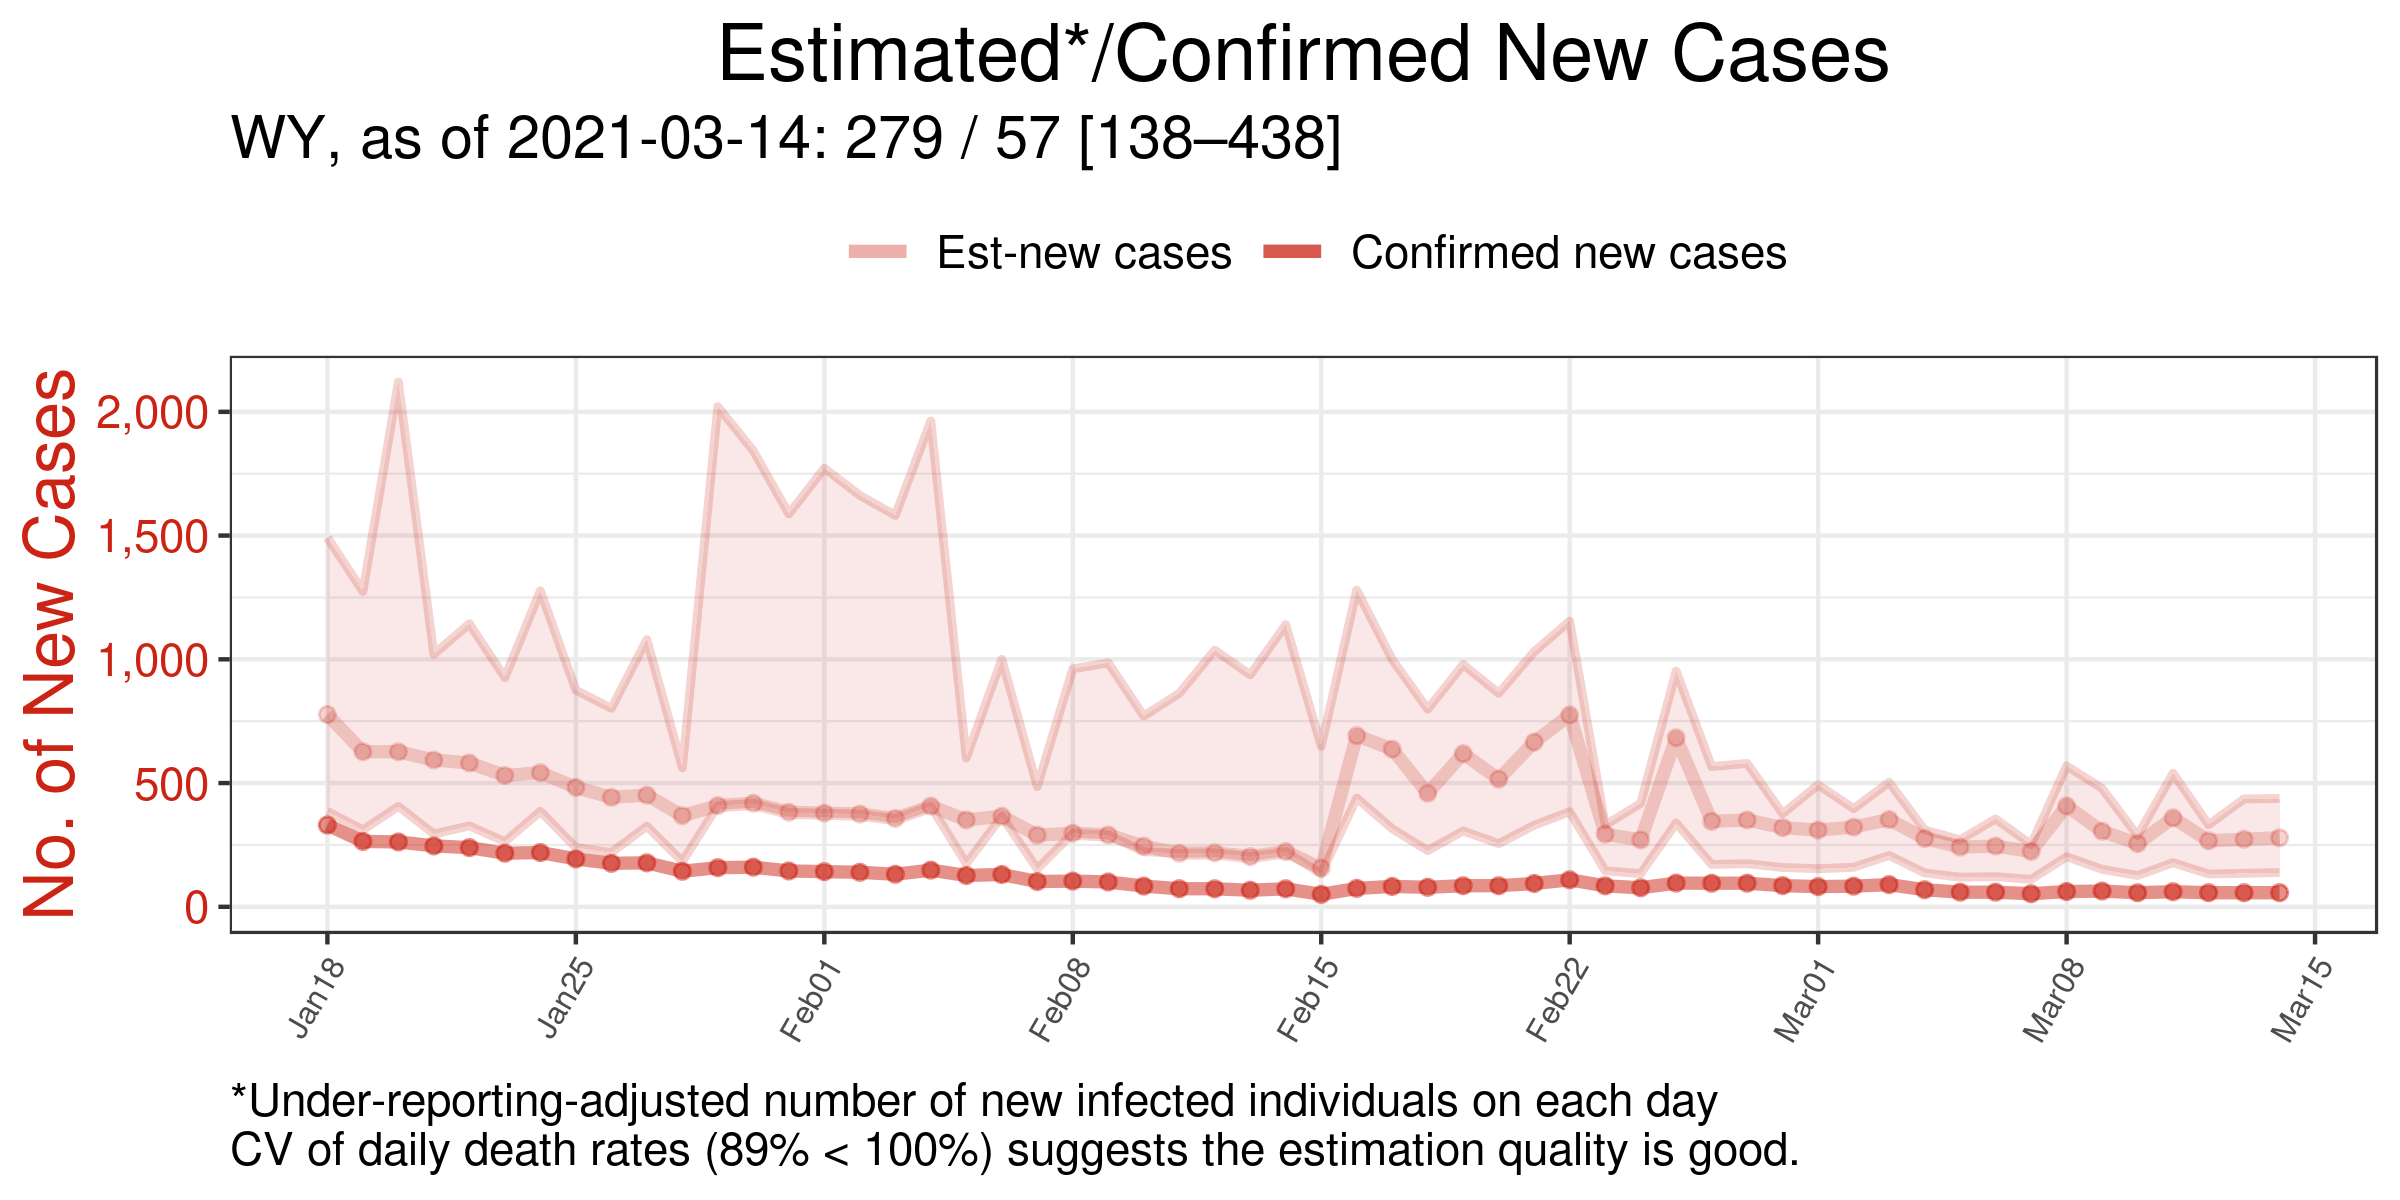 Estimated*/Confirmed New Cases
WY, as of 2021-03-14: 279 / 57 [138–438]
Est-new cases
Confirmed new cases
No. of New Cases
2,000
1,500
1,000
500
0
Jan18
Jan25
Feb01
Feb08
Feb15
Feb22
Mar01
Mar08
Mar15
*Under-reporting-adjusted number of new infected individuals on each day
CV of daily death rates (89% < 100%) suggests the estimation quality is good.